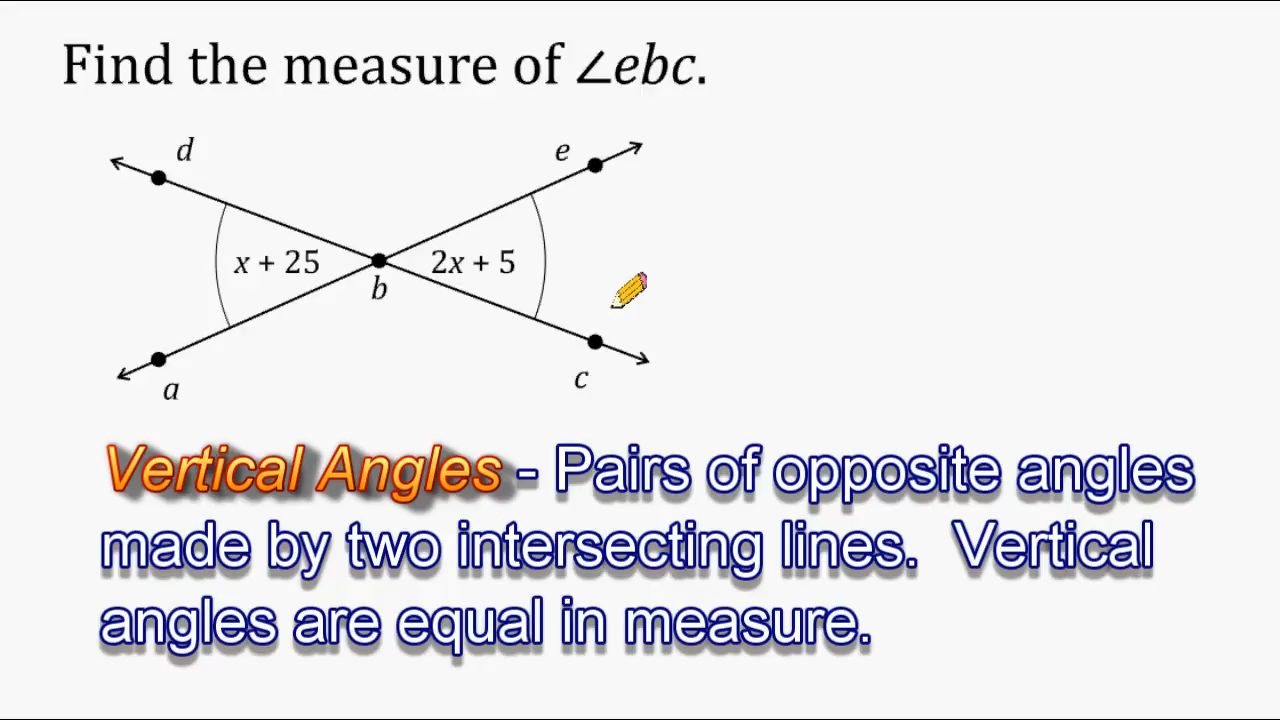 Find the measure of ∠ebc.
d
e
x + 25
2x + 5
b
a
c
Vertical Angles - Pairs of opposite angles
made by two intersecting lines. Vertical
angles are equal in measure.